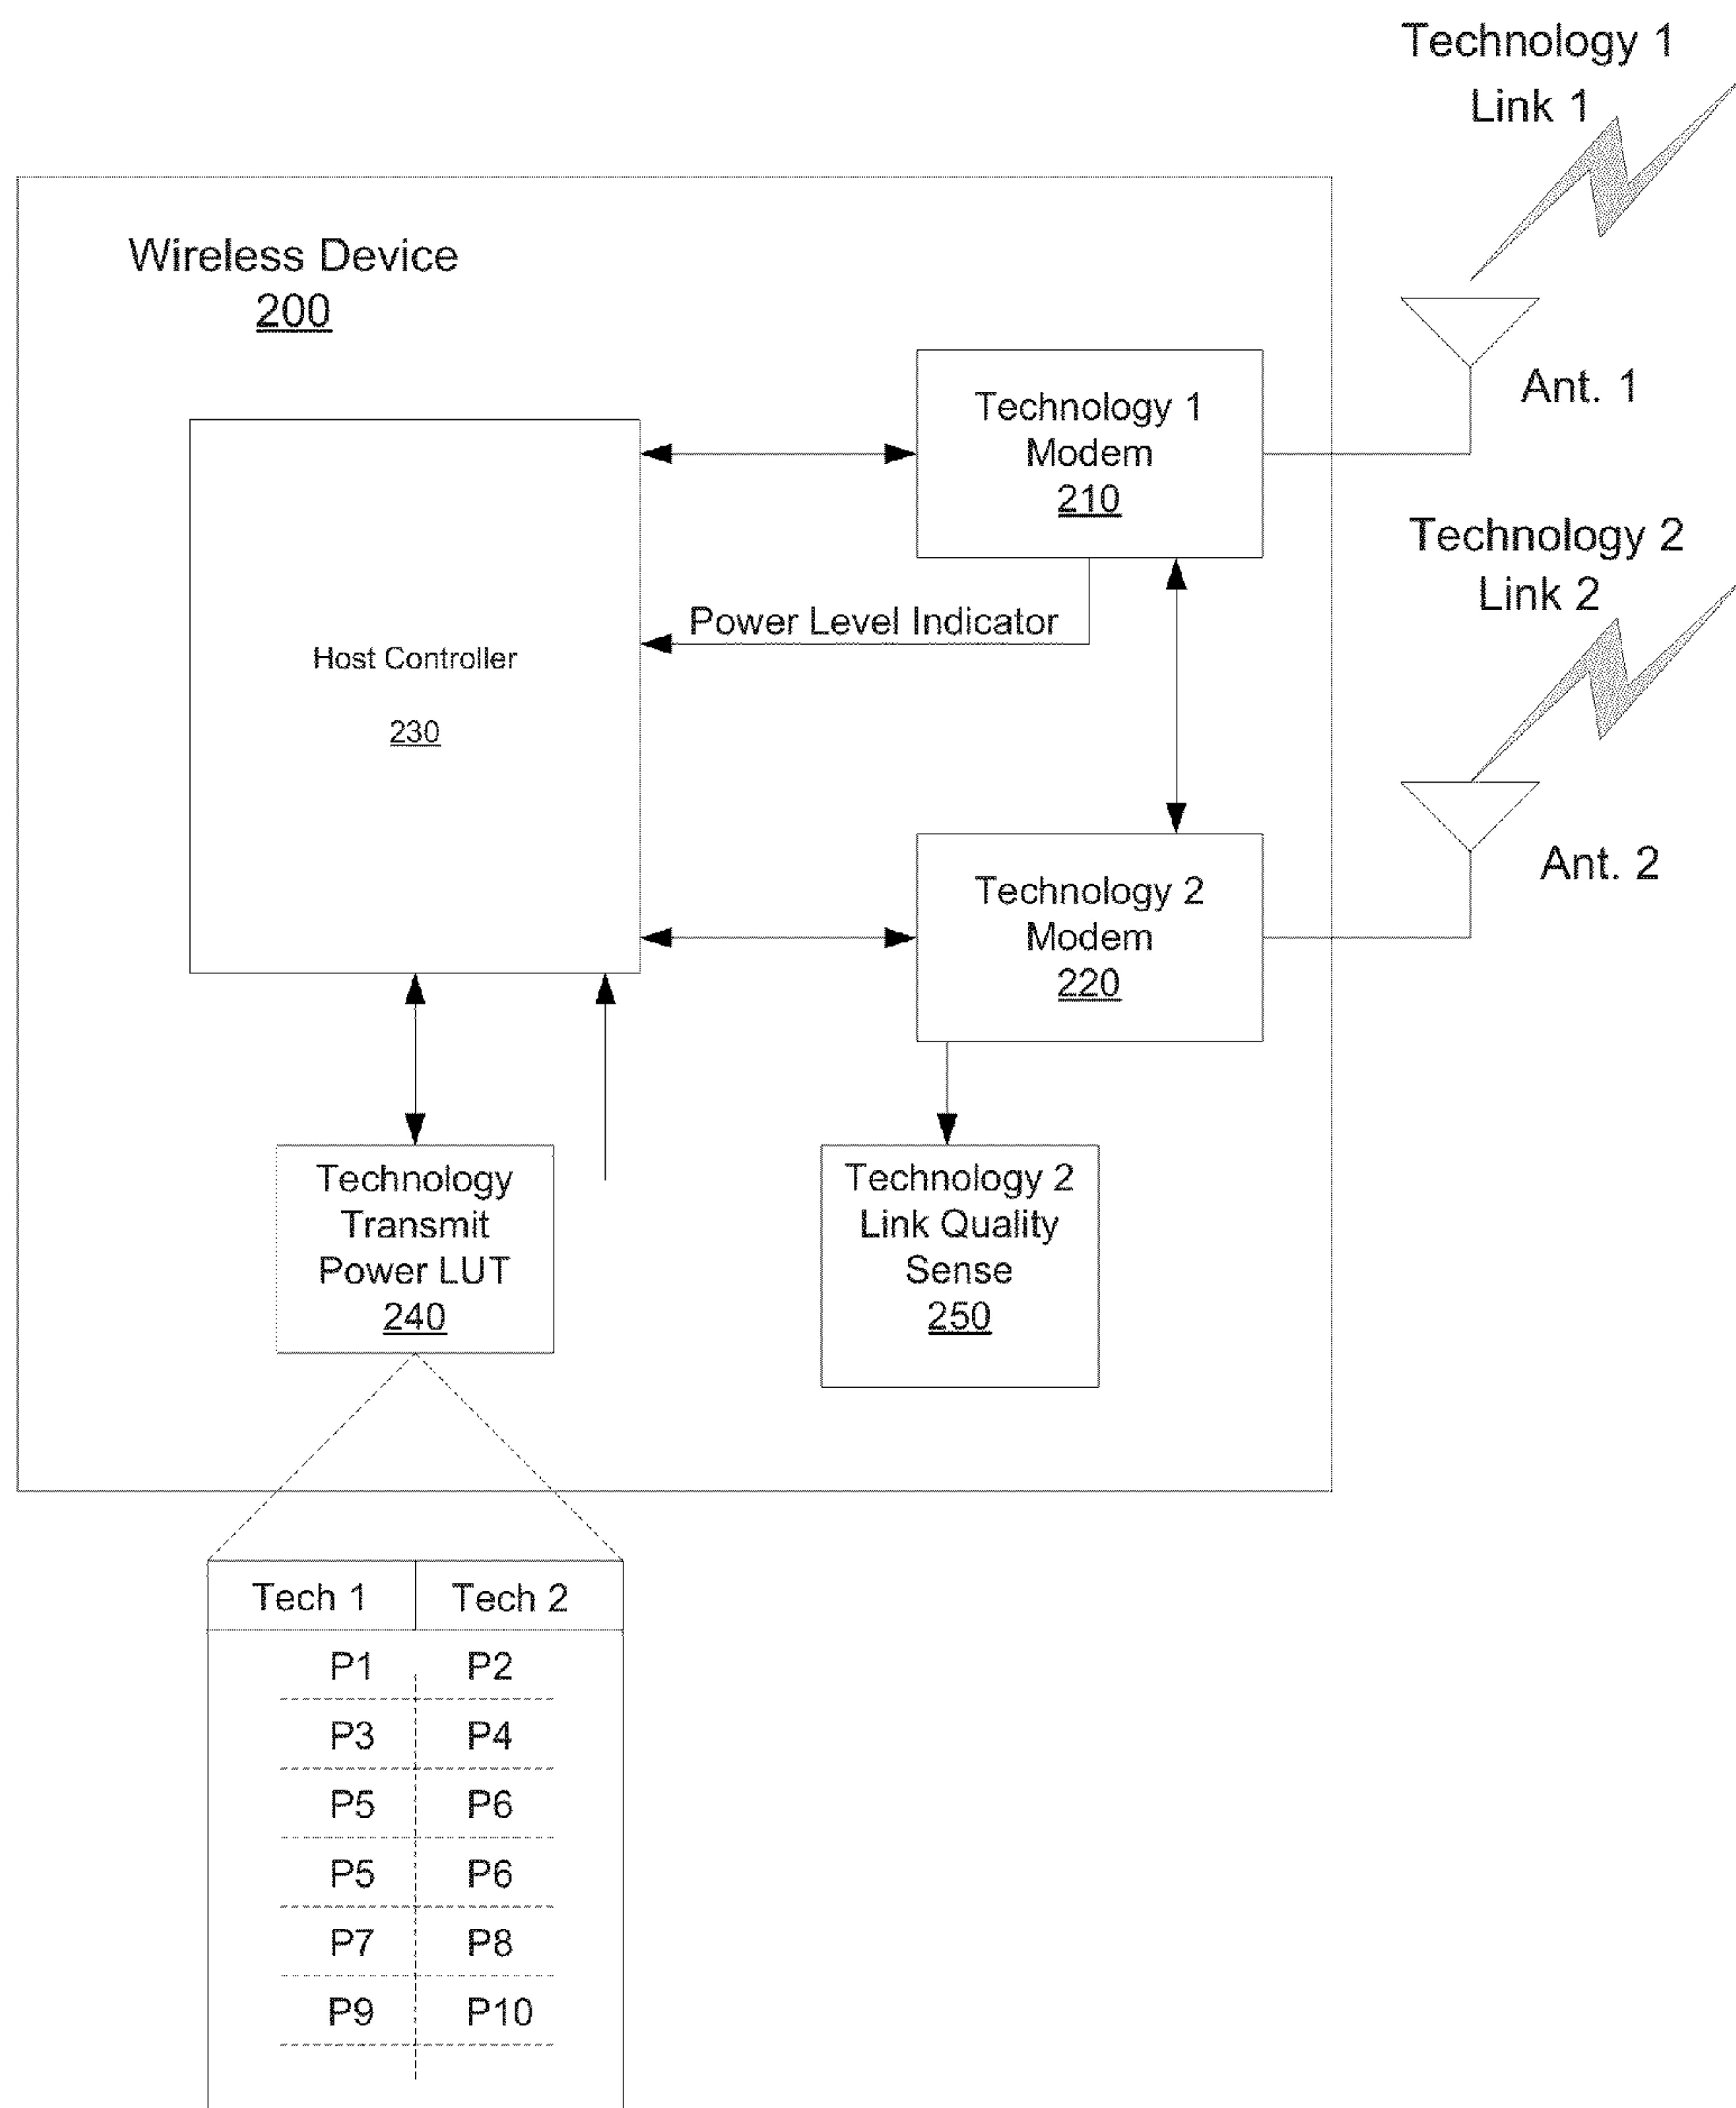 Technology 1
Link 1
Wireless Device
200
Ant. 1
Technology 1
Modem
210
Technology 2
Link 2
Power Level Indicator
Host Controller
230
Ant. 2
Technology 2
Modem
220
Technology
Transmit
Power LUT
240
Technology 2
Link Quality
Sense
250
Tech 1 Tech 2
P1 P2
P3 P4
P5 P6
P5 P6
P7 P8
P9 P10